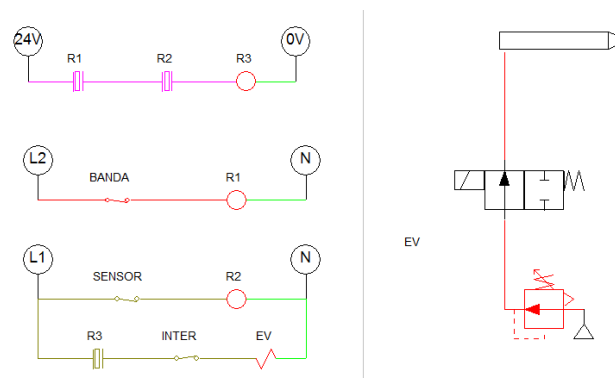 24V 0V
R1 R2 R3
L2 N
BANDA R1
L1 N
SENSOR R2
R3 INTER EV
EV